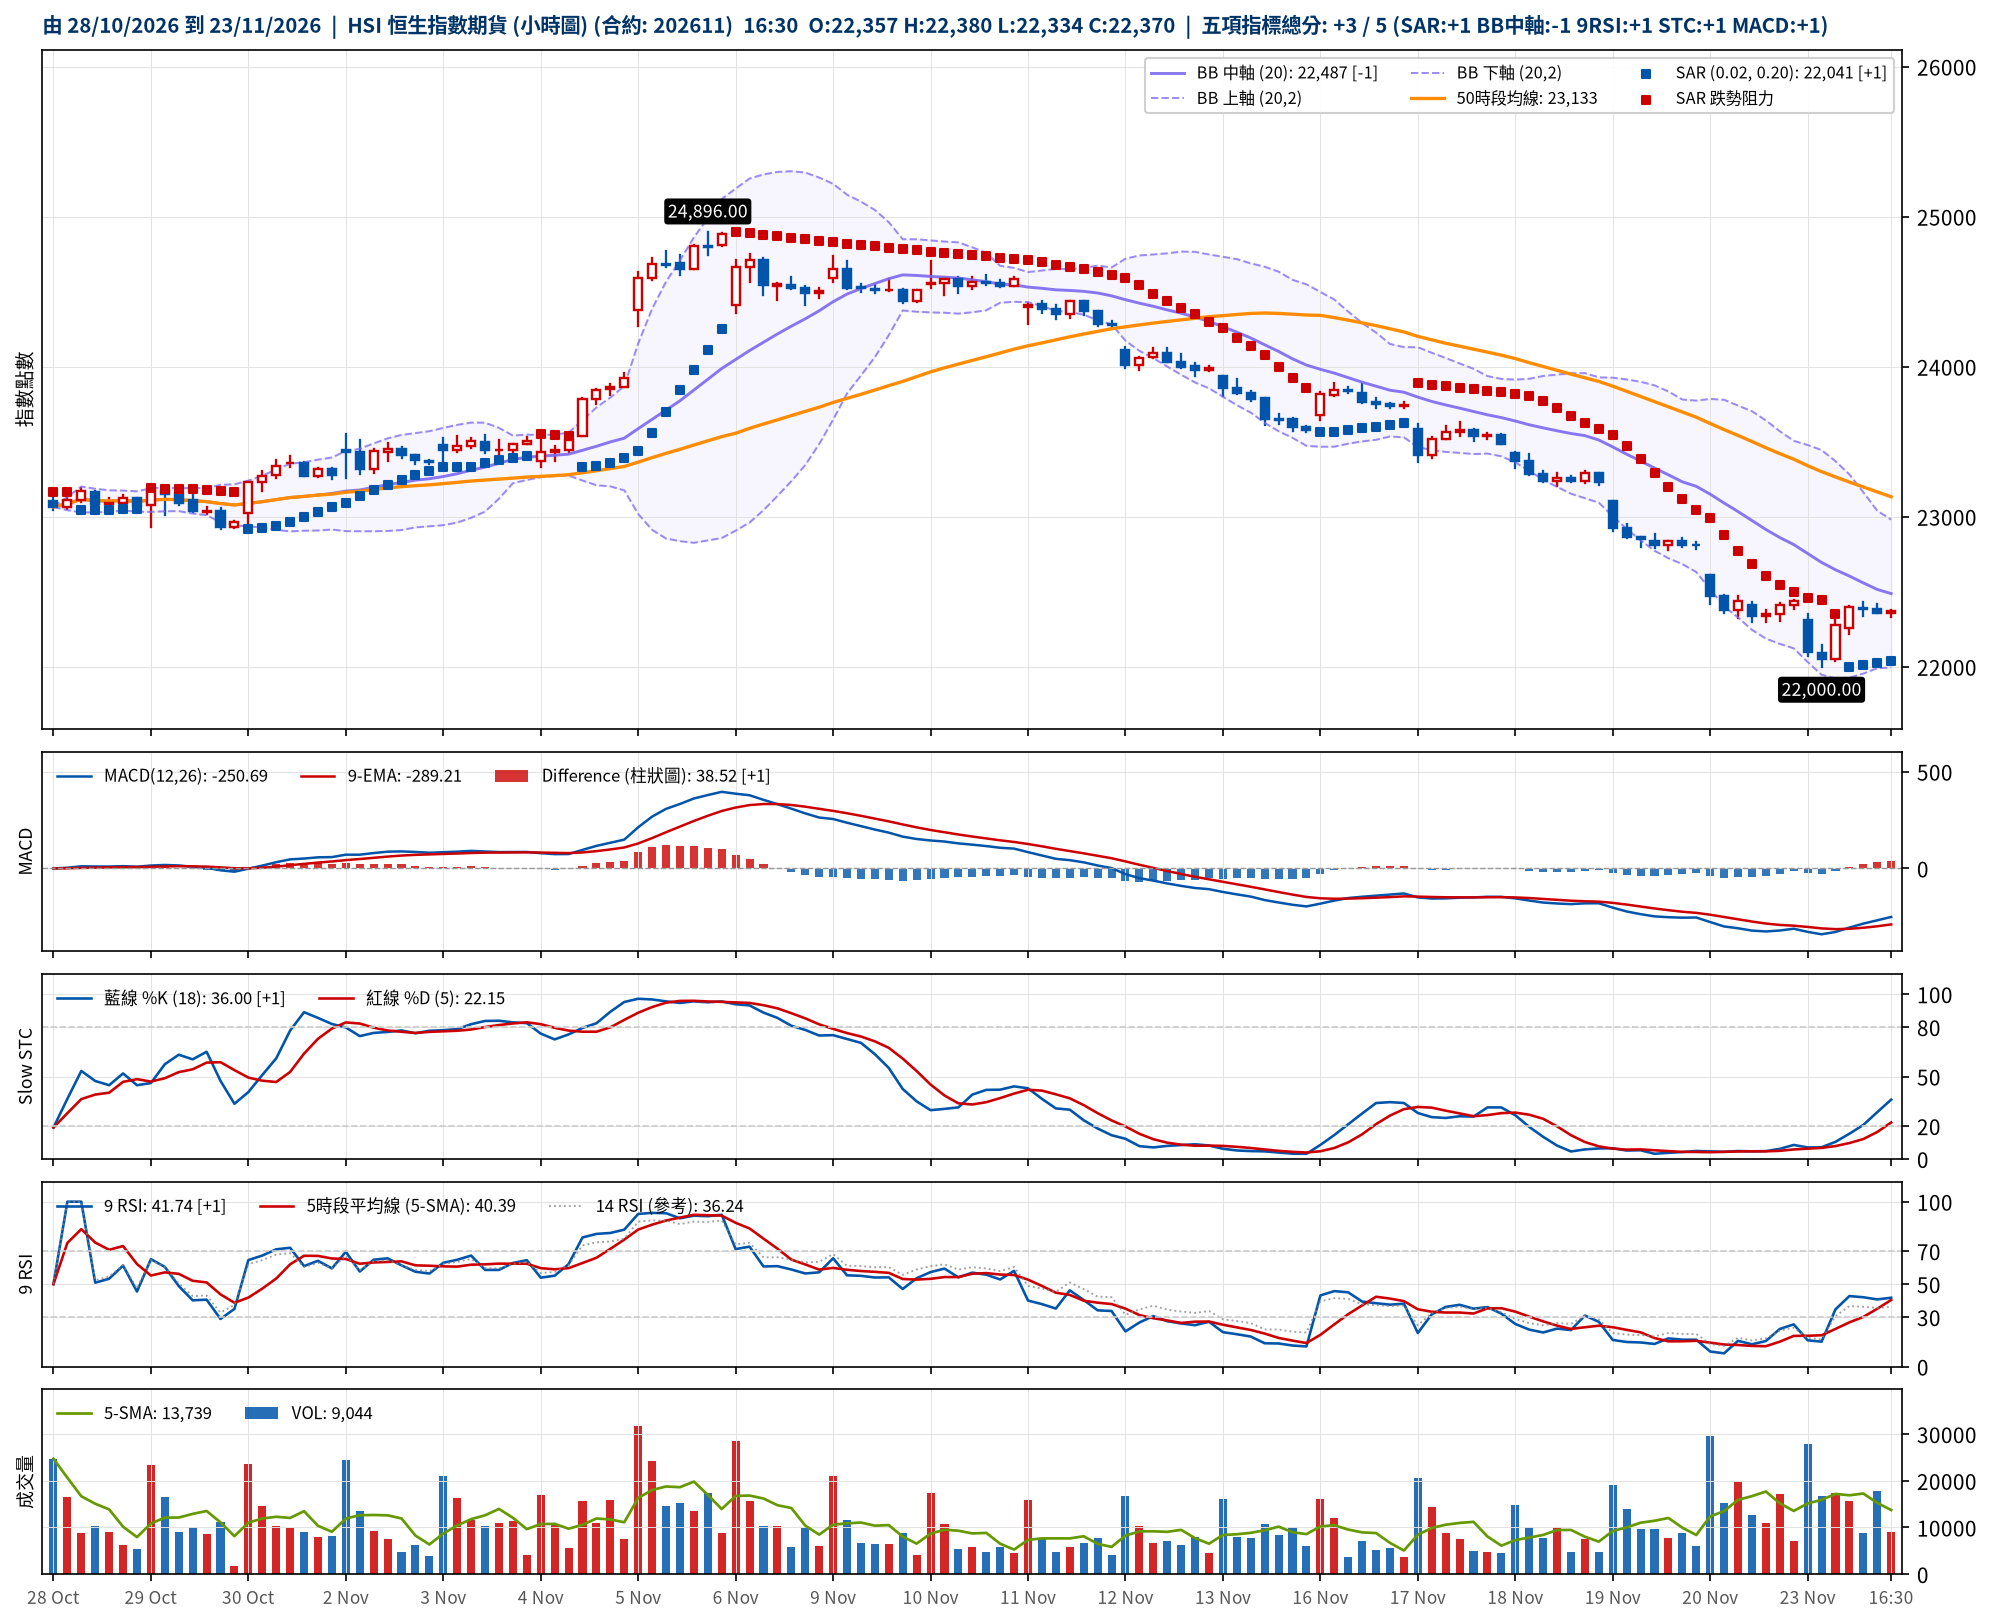 由 28/10/2026 到 23/11/2026 | HSI 恒生指數期貨 (小時圖) (合約: 202611) 16:30 O:22,357 H:22,380 L:22,334 C:22,370 | 五項指標總分: +3 / 5 (SAR:+1 BB中軸:-1 9RSI:+1 STC:+1 MACD:+1)
BB 中軸 (20): 22,487 [-1]
BB 上軸 (20,2)
BB 下軸 (20,2)
50時段均線: 23,133
SAR (0.02, 0.20): 22,041 [+1]
SAR 跌勢阻力
指數點數
26000
25000
24000
23000
22000
24,896.00
22,000.00
MACD(12,26): -250.69
9-EMA: -289.21
Difference (柱狀圖): 38.52 [+1]
MACD
500
0
藍線 %K (18): 36.00 [+1]
紅線 %D (5): 22.15
Slow STC
100
80
50
20
0
9 RSI: 41.74 [+1]
5時段平均線 (5-SMA): 40.39
14 RSI (參考): 36.24
9 RSI
100
70
50
30
0
5-SMA: 13,739
VOL: 9,044
成交量
30000
20000
10000
0
28 Oct
29 Oct
30 Oct
2 Nov
3 Nov
4 Nov
5 Nov
6 Nov
9 Nov
10 Nov
11 Nov
12 Nov
13 Nov
16 Nov
17 Nov
18 Nov
19 Nov
20 Nov
23 Nov
16:30